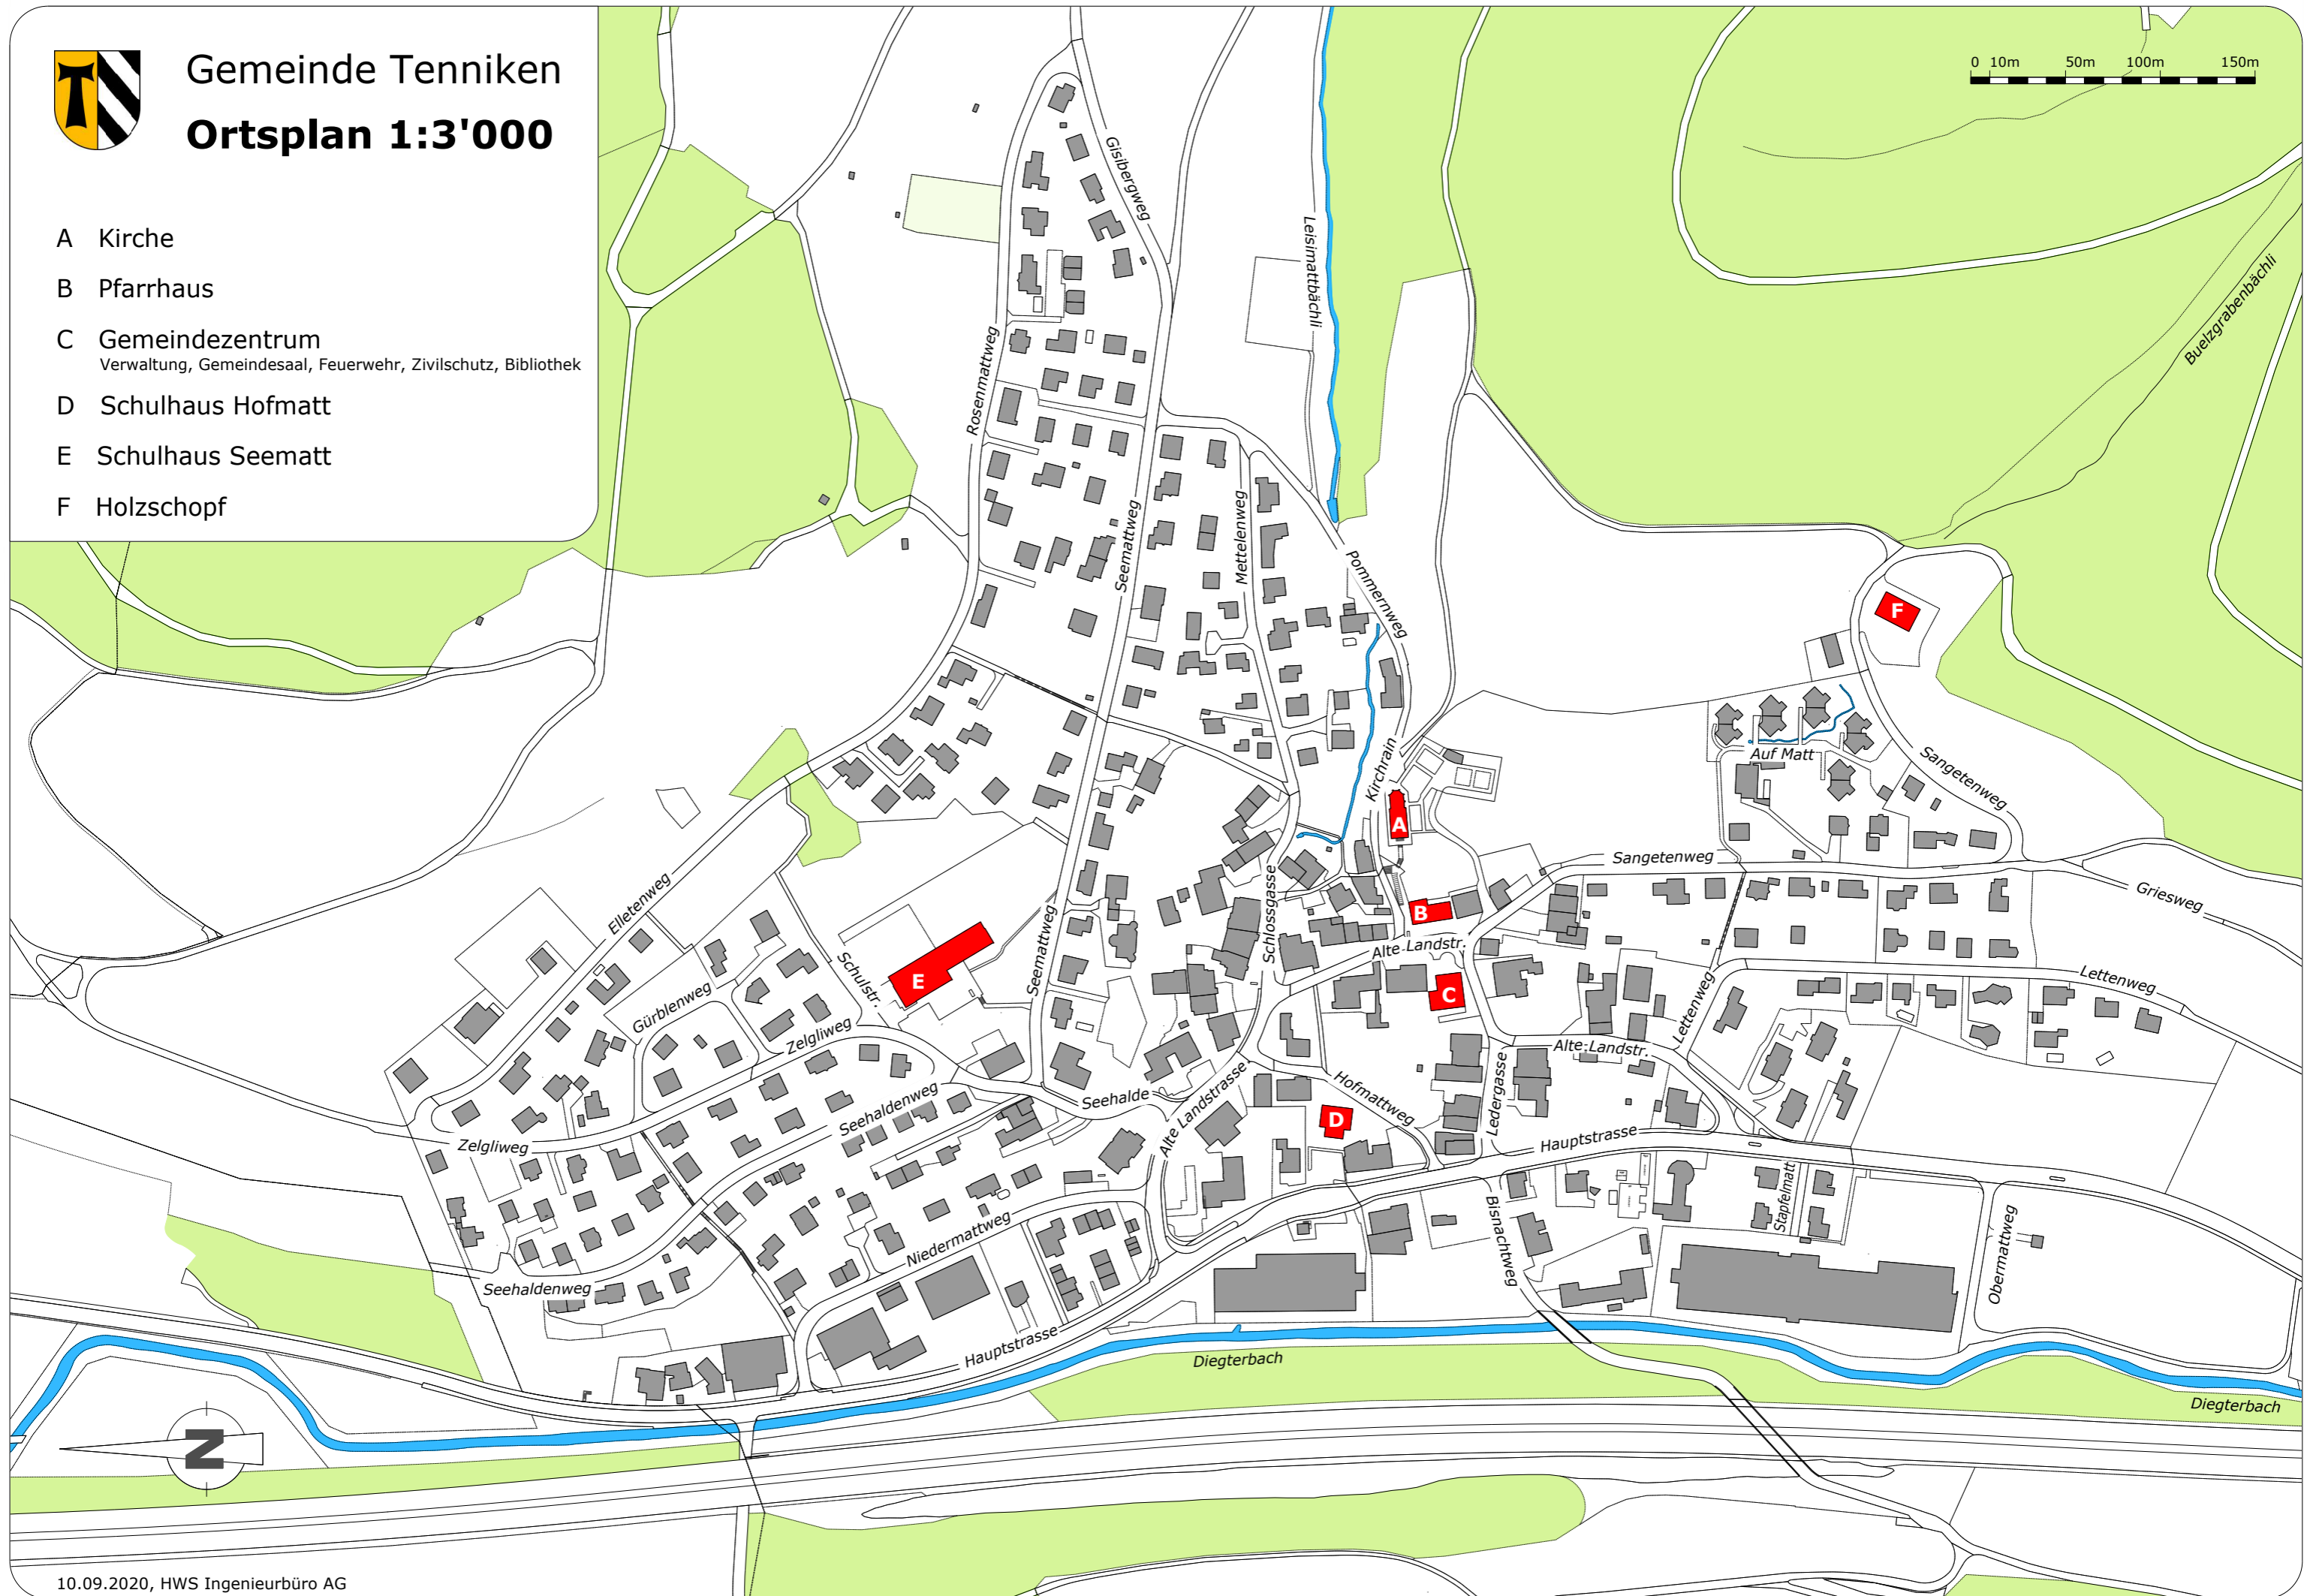 Gemeinde Tenniken
Ortsplan 1:3'000
A Kirche
B Pfarrhaus
C Gemeindezentrum
Verwaltung, Gemeindesaal, Feuerwehr, Zivilschutz, Bibliothek
D Schulhaus Hofmatt
E Schulhaus Seematt
F Holzschopf
0 10m 50m 100m 150m
Gisibergweg
Leisimattbächli
Buelzgrabenbächli
Rosenmattweg
Seemattweg
Mettelenweg
Pommernweg
F
Kirchrain
Auf Matt
Sangetenweg
A
Sangetenweg
Griesweg
Elletenweg
Schlossgasse
B
Seemattweg
Alte Landstr.
Schulstr.
E
C
Lettenweg
Lettenweg
Gürblenweg
Zelgliweg
Alte Landstr.
Seehaldenweg
Seehalde
Alte Landstrasse
Hofmattweg
D
Ledergasse
Zelgliweg
Hauptstrasse
Stapfelmatt
Bisnachtweg
Obermattweg
Niedermattweg
Seehaldenweg
Hauptstrasse
Diegterbach
Diegterbach
N
10.09.2020, HWS Ingenieurbüro AG